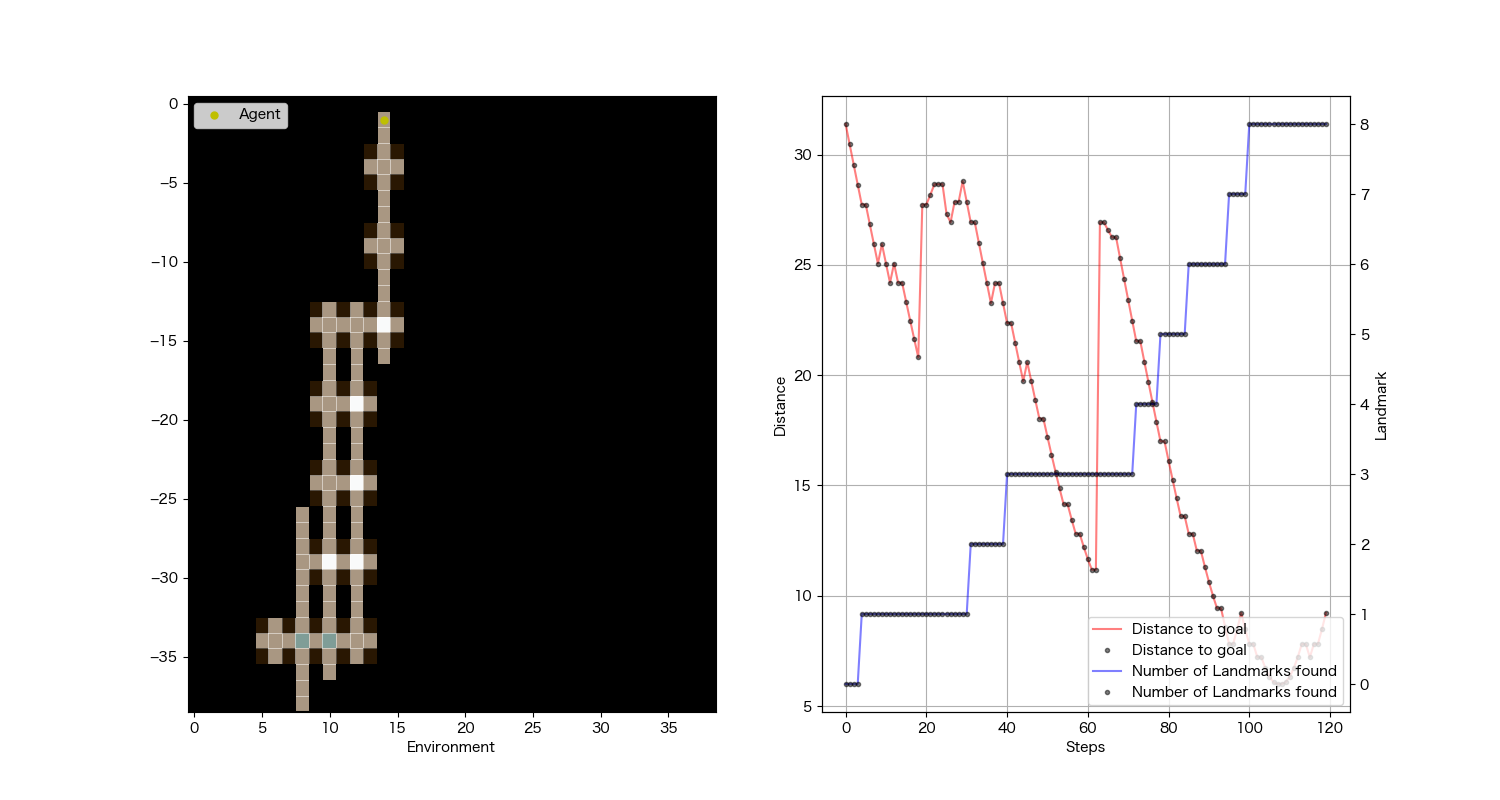 Agent
0
−5
−10
−15
−20
−25
−30
−35
0 5 10 15 20 25 30 35
Environment
30
25
20
15
10
5
Distance
0 20 40 60 80 100 120
Steps
8
7
6
5
4
3
2
1
0
Landmark
Distance to goal
Distance to goal
Number of Landmarks found
Number of Landmarks found